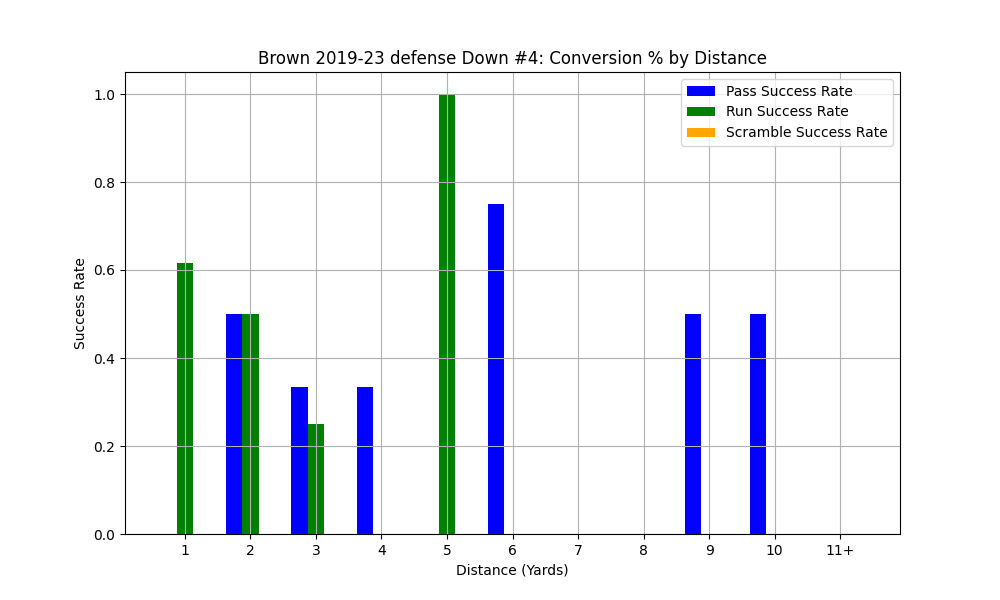 Brown 2019-23 defense Down #4: Conversion % by Distance
Pass Success Rate
Run Success Rate
Scramble Success Rate
Success Rate
1.0
0.8
0.6
0.4
0.2
0.0
1 2 3 4 5 6 7 8 9 10 11+
Distance (Yards)